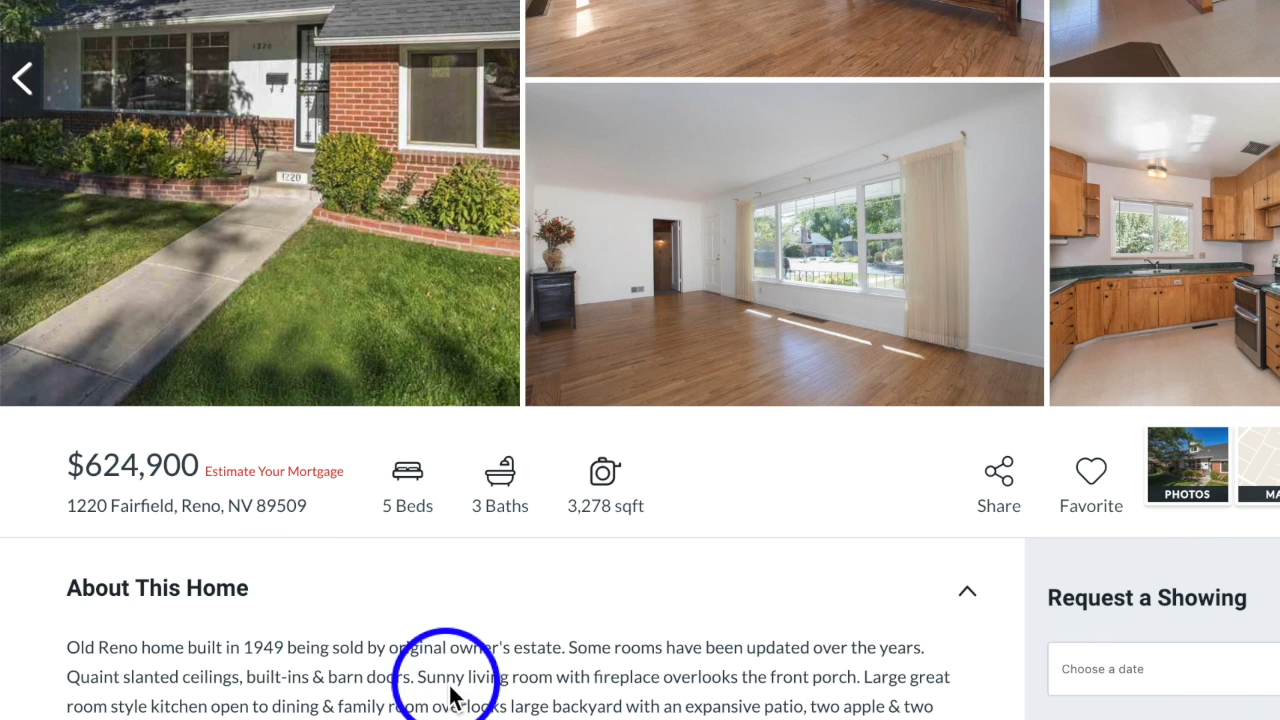 1220
1220
$624,900 Estimate Your Mortgage
1220 Fairfield, Reno, NV 89509
5 Beds
3 Baths
3,278 sqft
Share
Favorite
PHOTOS
MA
About This Home
Old Reno home built in 1949 being sold by original owner's estate. Some rooms have been updated over the years.
Quaint slanted ceilings, built-ins & barn doors. Sunny living room with fireplace overlooks the front porch. Large great
room style kitchen open to dining & family room overlooks large backyard with an expansive patio, two apple & two
Request a Showing
Choose a date